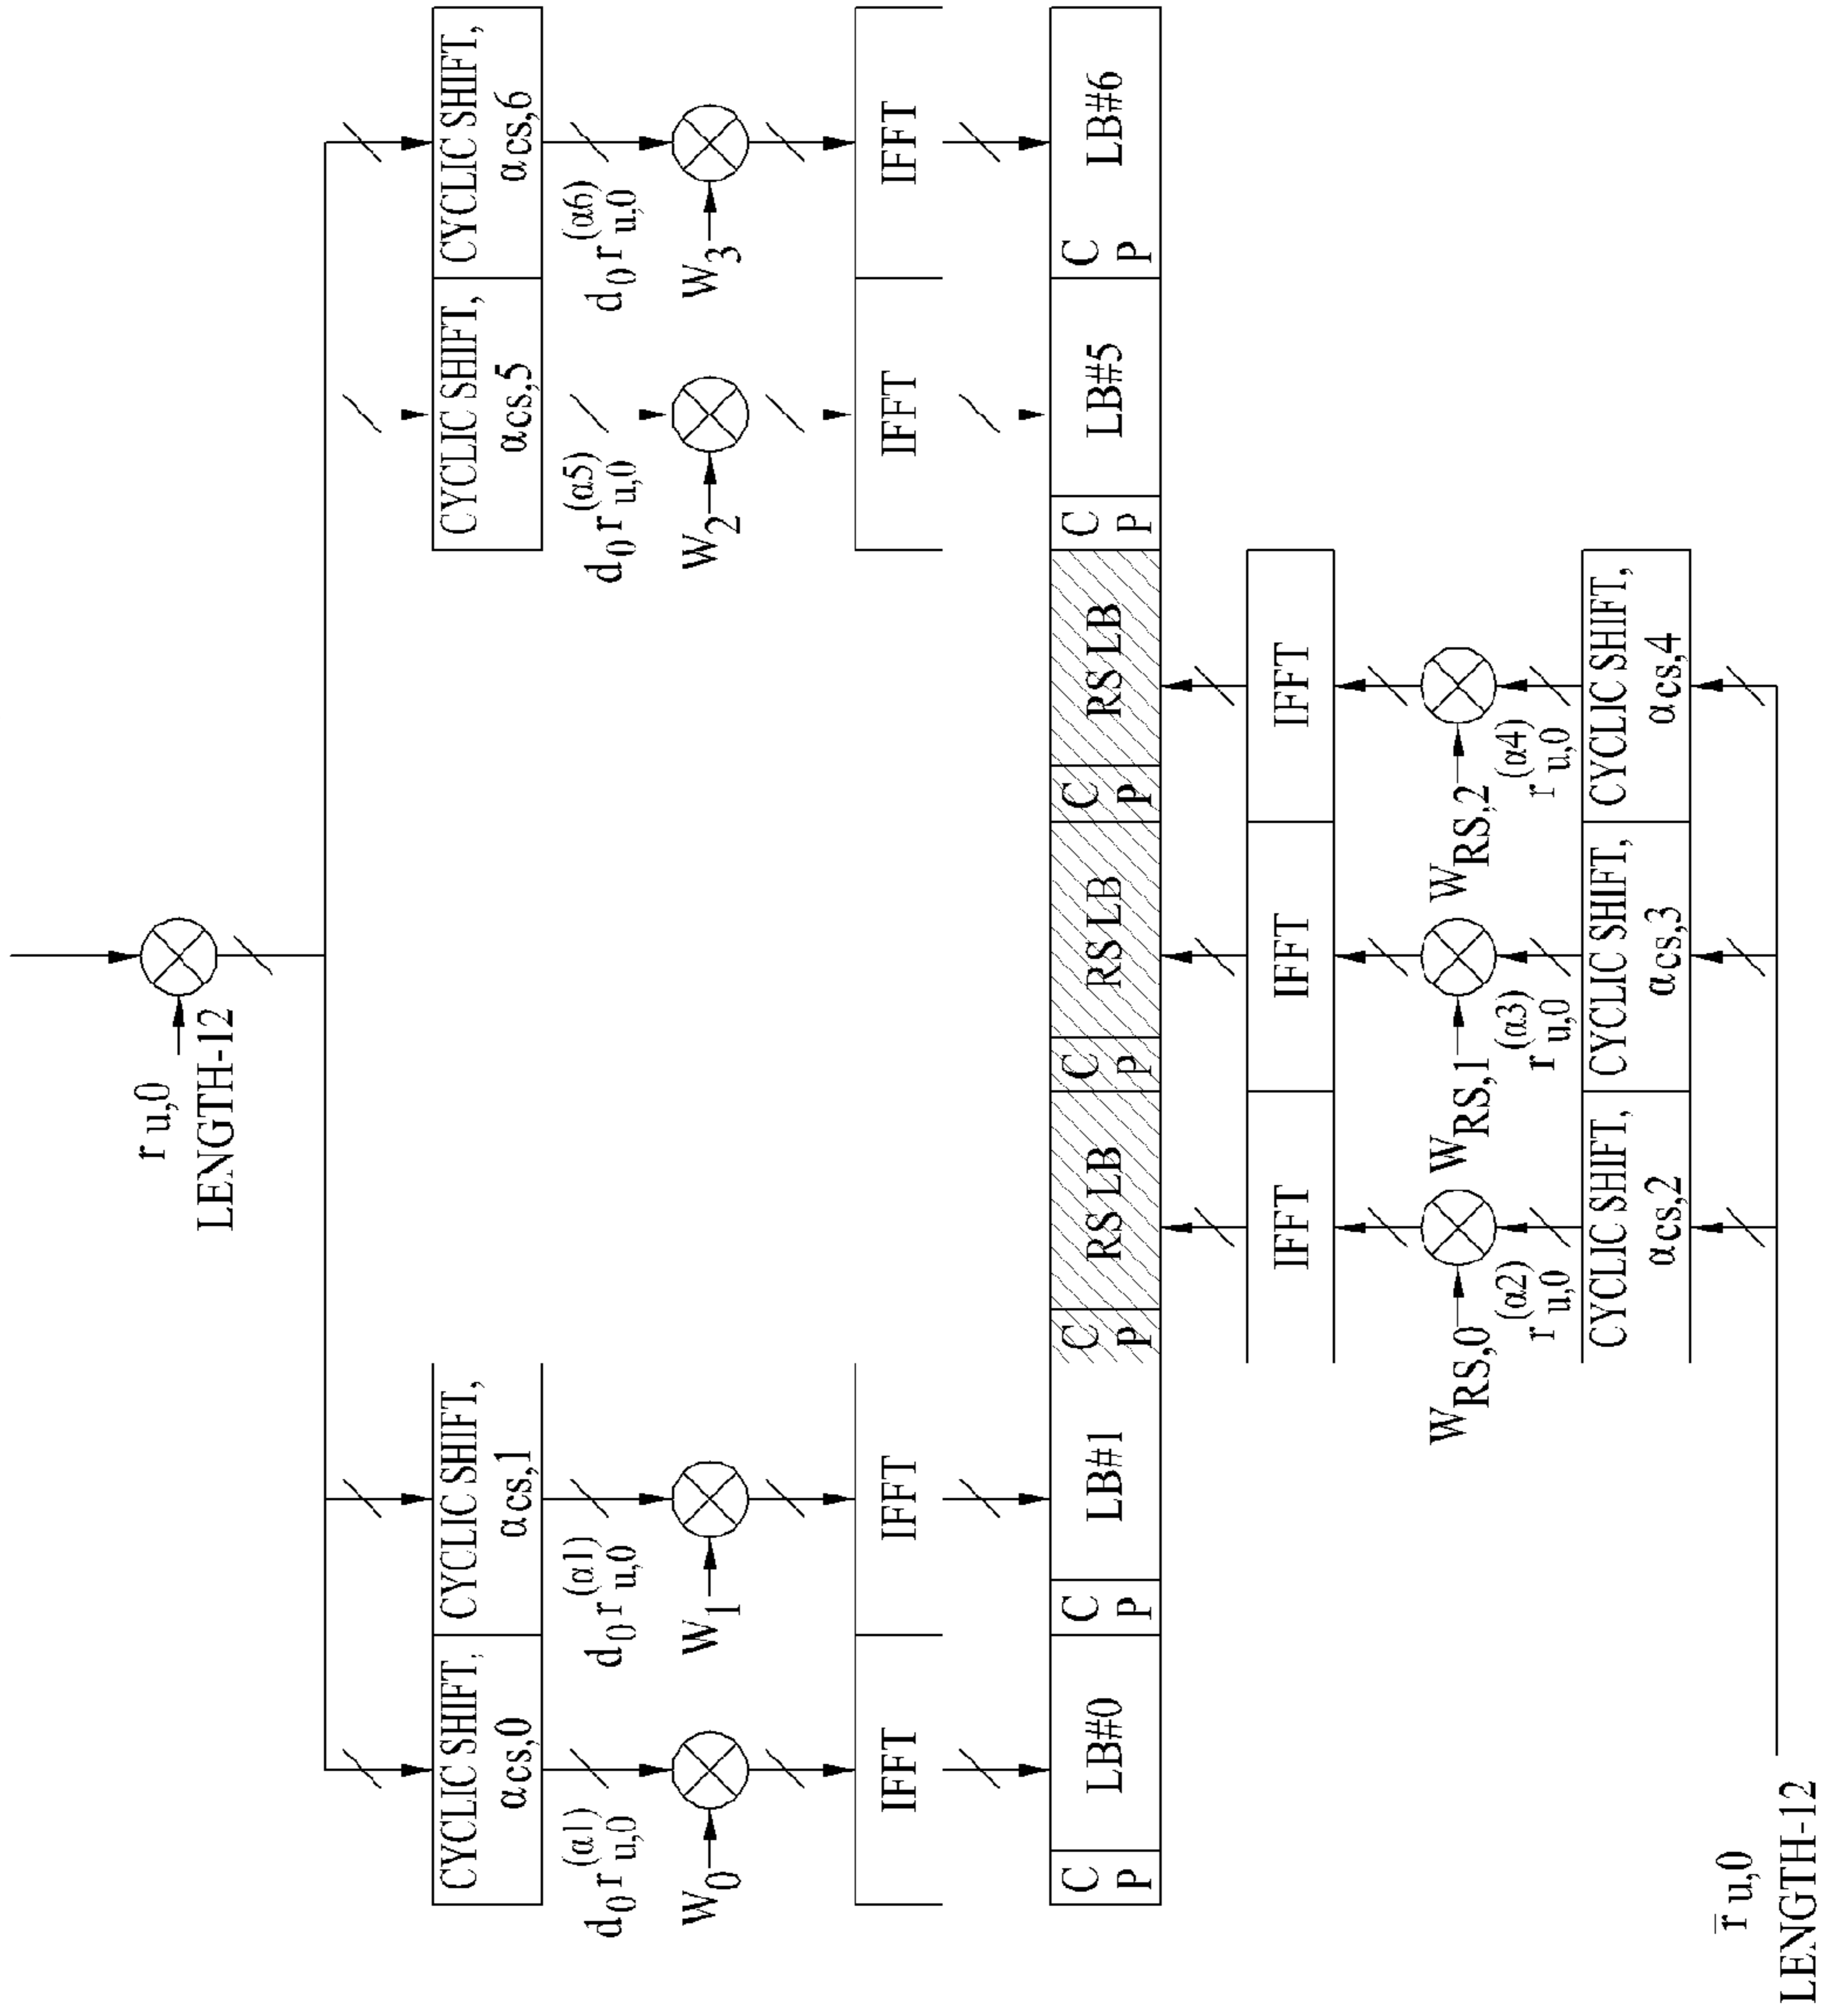 r u,0
LENGTH-12
CYCLIC SHIFT,
αcs,0
CYCLIC SHIFT,
αcs,1
CYCLIC SHIFT,
αcs,5
CYCLIC SHIFT,
αcs,6
d0 r u,0 (α1)
d0 r u,0 (α1)
d0 r u,0 (α5)
d0 r u,0 (α6)
W0
W1
W2
W3
IFFT
IFFT
IFFT
IFFT
CP
LB#0
CP
LB#1
CP
RS LB
CP
RS LB
CP
RS LB
CP
LB#5
CP
LB#6
IFFT
IFFT
IFFT
WRS,0
WRS,1
WRS,2
r u,0 (α2)
r u,0 (α3)
r u,0 (α4)
CYCLIC SHIFT,
αcs,2
CYCLIC SHIFT,
αcs,3
CYCLIC SHIFT,
αcs,4
r̄ u,0
LENGTH-12